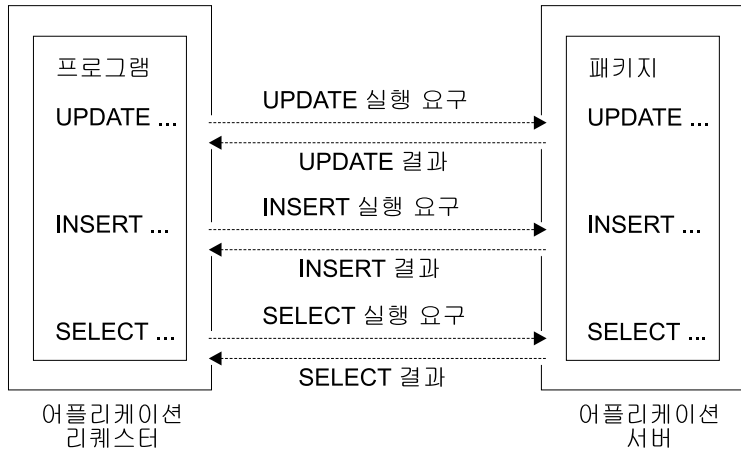 프로그램
UPDATE ...
INSERT ...
SELECT ...
어플리케이션
리퀘스터
UPDATE 실행 요구
UPDATE 결과
INSERT 실행 요구
INSERT 결과
SELECT 실행 요구
SELECT 결과
패키지
UPDATE ...
INSERT ...
SELECT ...
어플리케이션
서버